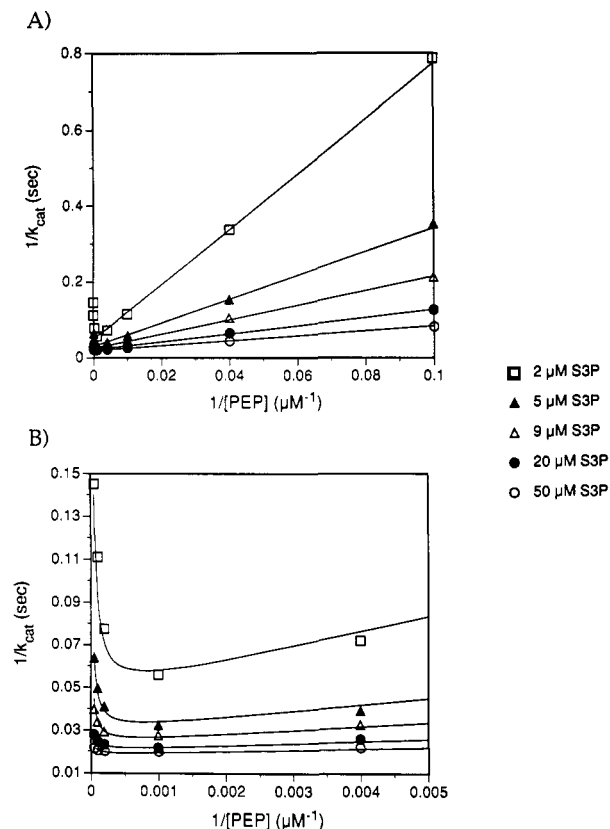 A)
0.8
0.6
0.4
0.2
0
1/k_cat (sec)
0 0.02 0.04 0.06 0.08 0.1
1/[PEP] (µM⁻¹)
2 µM S3P
5 µM S3P
9 µM S3P
20 µM S3P
50 µM S3P
B)
0.15
0.13
0.11
0.09
0.07
0.05
0.03
0.01
1/k_cat (sec)
0 0.001 0.002 0.003 0.004 0.005
1/[PEP] (µM⁻¹)